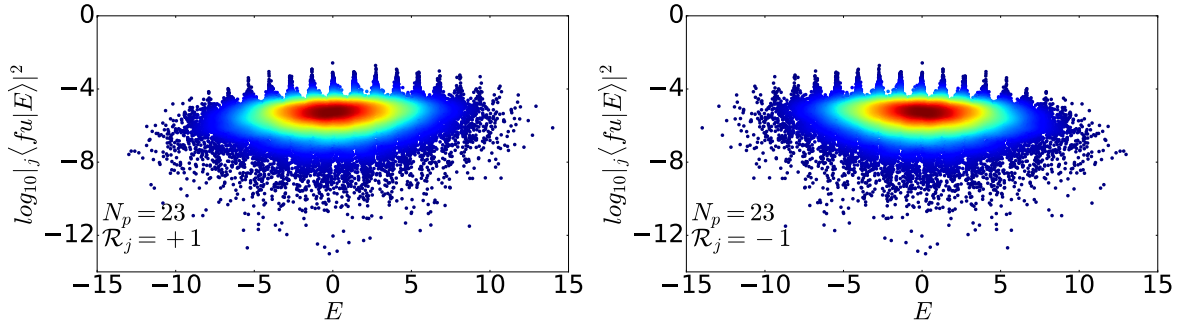 0
−4
−8
−12
log₁₀|ⱼ⟨fu|E⟩|²
N_p = 23
R_j = +1
−15 −10 −5 0 5 10 15
E
0
−4
−8
−12
log₁₀|ⱼ⟨fu|E⟩|²
N_p = 23
R_j = −1
−15 −10 −5 0 5 10 15
E